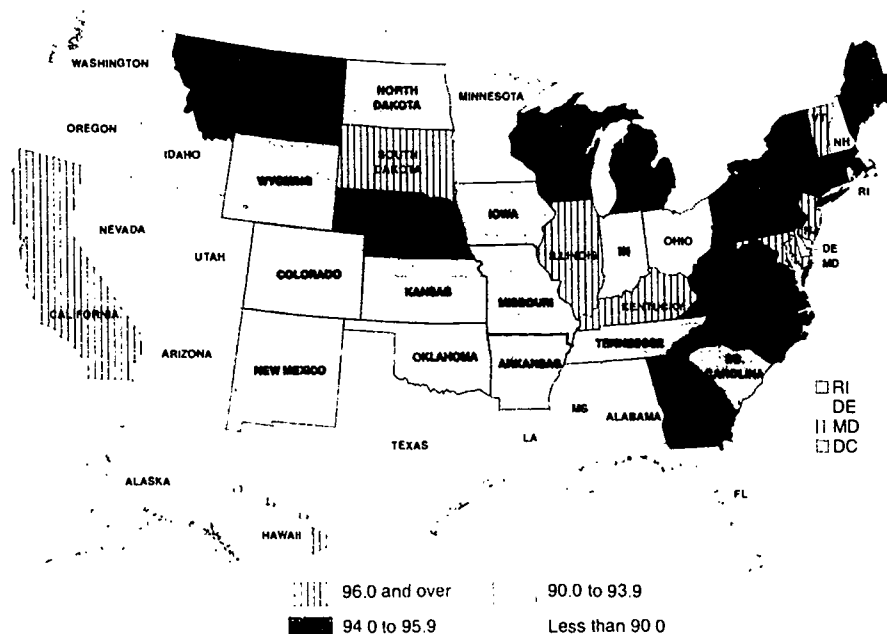 WASHINGTON
NORTH
DAKOTA
MINNESOTA
OREGON
VT
NH
IDAHO
SOUTH
DAKOTA
WYOMING
RI
IOWA
NEVADA
OHIO
UTAH
ILLINOIS
IN
DE
MD
COLORADO
KANSAS
MISSOURI
KENTUCKY
CALIFORNIA
TENNESSEE
ARIZONA
OKLAHOMA
ARKANSAS
SO.
CAROLINA
NEW MEXICO
RI
DE
MD
DC
MS
ALABAMA
TEXAS
LA
ALASKA
FL
HAWAII
96.0 and over
90.0 to 93.9
94 0 to 95.9
Less than 90 0